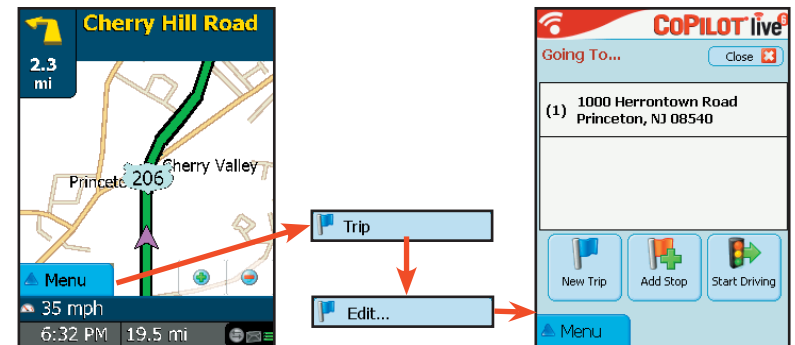 Cherry Hill Road
2.3
mi
Cherry Valley
206
Menu
35 mph
6:32 PM 19.5 mi
Trip
Edit...
CoPILOT live
Going To...
Close
(1) 1000 Herrontown Road
Princeton, NJ 08540
New Trip
Add Stop
Start Driving
Menu